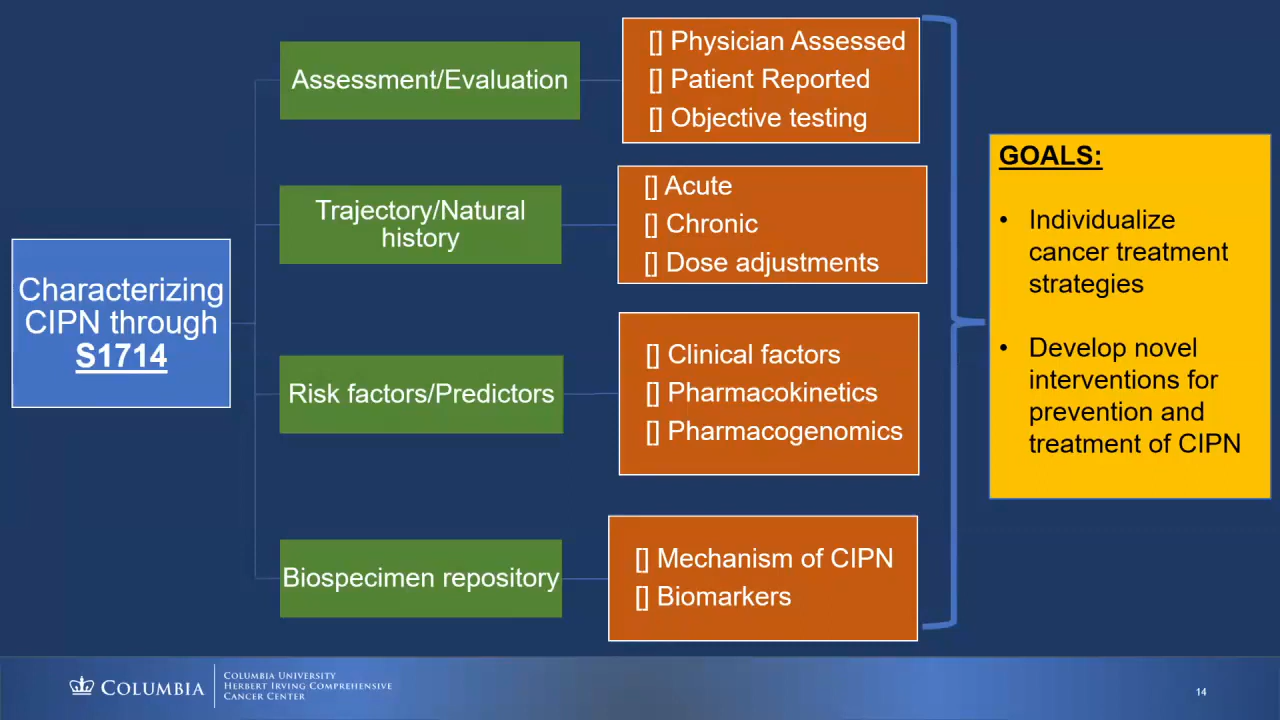 Characterizing
CIPN through
S1714
Assessment/Evaluation
[] Physician Assessed
[] Patient Reported
[] Objective testing
Trajectory/Natural
history
[] Acute
[] Chronic
[] Dose adjustments
Risk factors/Predictors
[] Clinical factors
[] Pharmacokinetics
[] Pharmacogenomics
Biospecimen repository
[] Mechanism of CIPN
[] Biomarkers
GOALS:
• Individualize
cancer treatment
strategies
• Develop novel
interventions for
prevention and
treatment of CIPN
COLUMBIA
COLUMBIA UNIVERSITY
HERBERT IRVING COMPREHENSIVE
CANCER CENTER
14